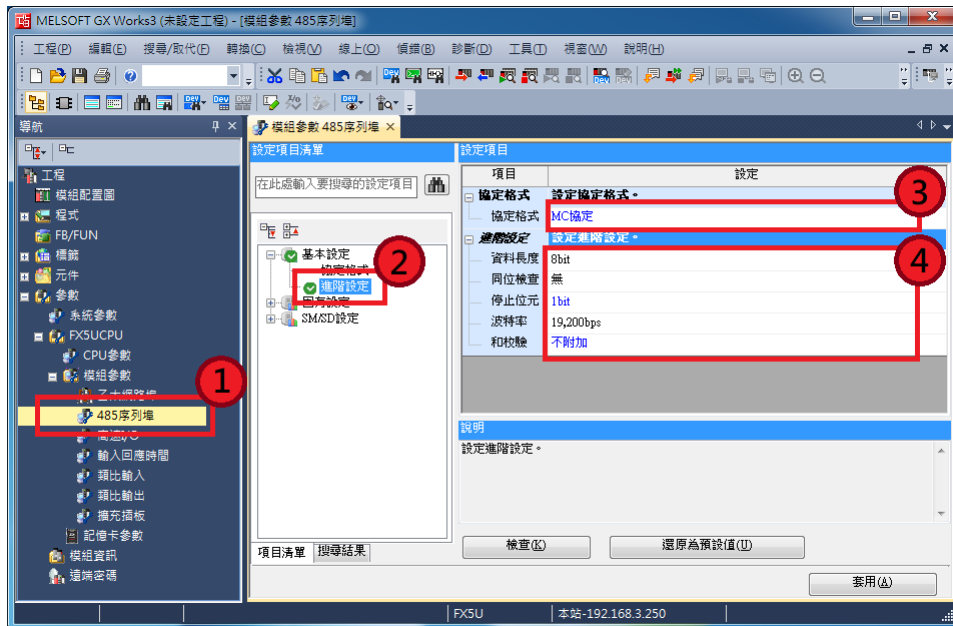 MELSOFT GX Works3 (未設定工程) - [模組參數 485序列埠]
工程(P) 編輯(E) 搜尋/取代(F) 轉換(C) 檢視(V) 線上(O) 偵錯(B) 診斷(D) 工具(T) 視窗(W) 說明(H)
導航
模組參數 485序列埠
工程
模組配置圖
程式
FB/FUN
標籤
元件
參數
系統參數
FX5UCPU
CPU參數
模組參數
乙太網路埠
1
485序列埠
高速I/O
輸入回應時間
類比輸入
類比輸出
擴充插板
記憶卡參數
模組資訊
遠端密碼
設定項目清單
在此處輸入要搜尋的設定項目
2
基本設定
協定格式
進階設定
固有設定
SM/SD設定
項目清單 搜尋結果
設定項目
項目 設定
3
協定格式 設定協定格式。
協定格式 MC協定
進階設定 設定進階設定。
4
資料長度 8bit
同位檢查 無
停止位元 1bit
波特率 19,200bps
和校驗 不附加
說明
設定進階設定。
檢查(K) 還原為預設值(U)
套用(A)
FX5U 本站-192.168.3.250